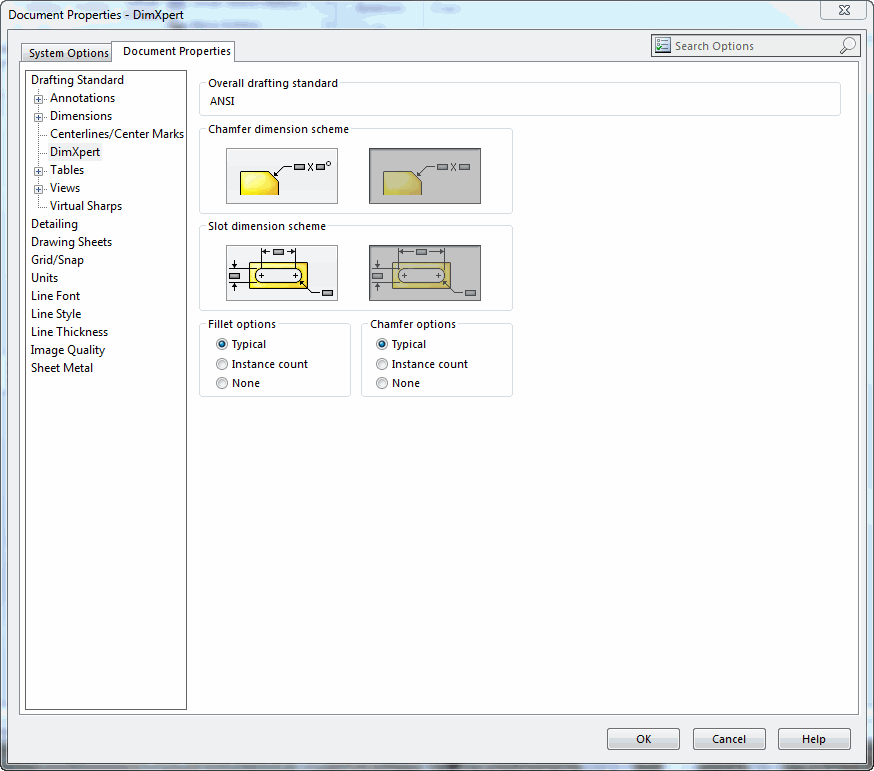 Document Properties - DimXpert
System Options
Document Properties
Search Options
Drafting Standard
Annotations
Dimensions
Centerlines/Center Marks
DimXpert
Tables
Views
Virtual Sharps
Detailing
Drawing Sheets
Grid/Snap
Units
Line Font
Line Style
Line Thickness
Image Quality
Sheet Metal
Overall drafting standard
ANSI
Chamfer dimension scheme
X °
X
Slot dimension scheme
Fillet options
Typical
Instance count
None
Chamfer options
Typical
Instance count
None
OK
Cancel
Help